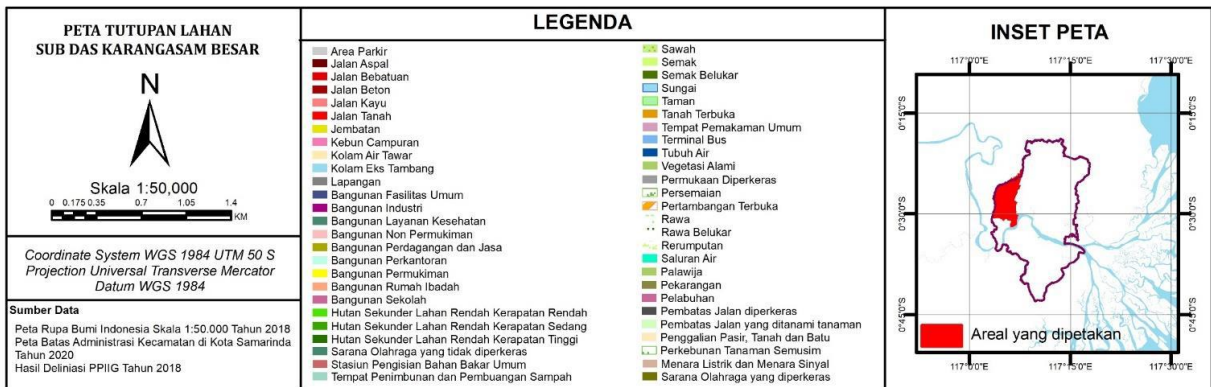 PETA TUTUPAN LAHAN
SUB DAS KARANGASAM BESAR
N
Skala 1:50,000
0 0.175 0.35 0.7 1.05 1.4
KM
Coordinate System WGS 1984 UTM 50 S
Projection Universal Transverse Mercator
Datum WGS 1984
Sumber Data
Peta Rupa Bumi Indonesia Skala 1:50.000 Tahun 2018
Peta Batas Administrasi Kecamatan di Kota Samarinda
Tahun 2020
Hasil Deliniasi PPIIG Tahun 2018
LEGENDA
Area Parkir
Jalan Aspal
Jalan Bebatuan
Jalan Beton
Jalan Kayu
Jalan Tanah
Jembatan
Kebun Campuran
Kolam Air Tawar
Kolam Eks Tambang
Lapangan
Bangunan Fasilitas Umum
Bangunan Industri
Bangunan Layanan Kesehatan
Bangunan Non Permukiman
Bangunan Perdagangan dan Jasa
Bangunan Perkantoran
Bangunan Permukiman
Bangunan Rumah Ibadah
Bangunan Sekolah
Hutan Sekunder Lahan Rendah Kerapatan Rendah
Hutan Sekunder Lahan Rendah Kerapatan Sedang
Hutan Sekunder Lahan Rendah Kerapatan Tinggi
Sarana Olahraga yang tidak diperkeras
Stasiun Pengisian Bahan Bakar Umum
Tempat Penimbunan dan Pembuangan Sampah
Sawah
Semak
Semak Belukar
Sungai
Taman
Tanah Terbuka
Tempat Pemakaman Umum
Terminal Bus
Tubuh Air
Vegetasi Alami
Permukaan Diperkeras
Persemaian
Pertambangan Terbuka
Rawa
Rawa Belukar
Rerumputan
Saluran Air
Palawija
Pekarangan
Pelabuhan
Pembatas Jalan diperkeras
Pembatas Jalan yang ditanami tanaman
Penggalian Pasir, Tanah dan Batu
Perkebunan Tanaman Semusim
Menara Listrik dan Menara Sinyal
Sarana Olahraga yang diperkeras
INSET PETA
117°0'0"E 117°15'0"E 117°30'0"E
0°15'0"S 0°15'0"S
0°30'0"S 0°30'0"S
0°45'0"S 0°45'0"S
Areal yang dipetakan
117°0'0"E 117°15'0"E 117°30'0"E